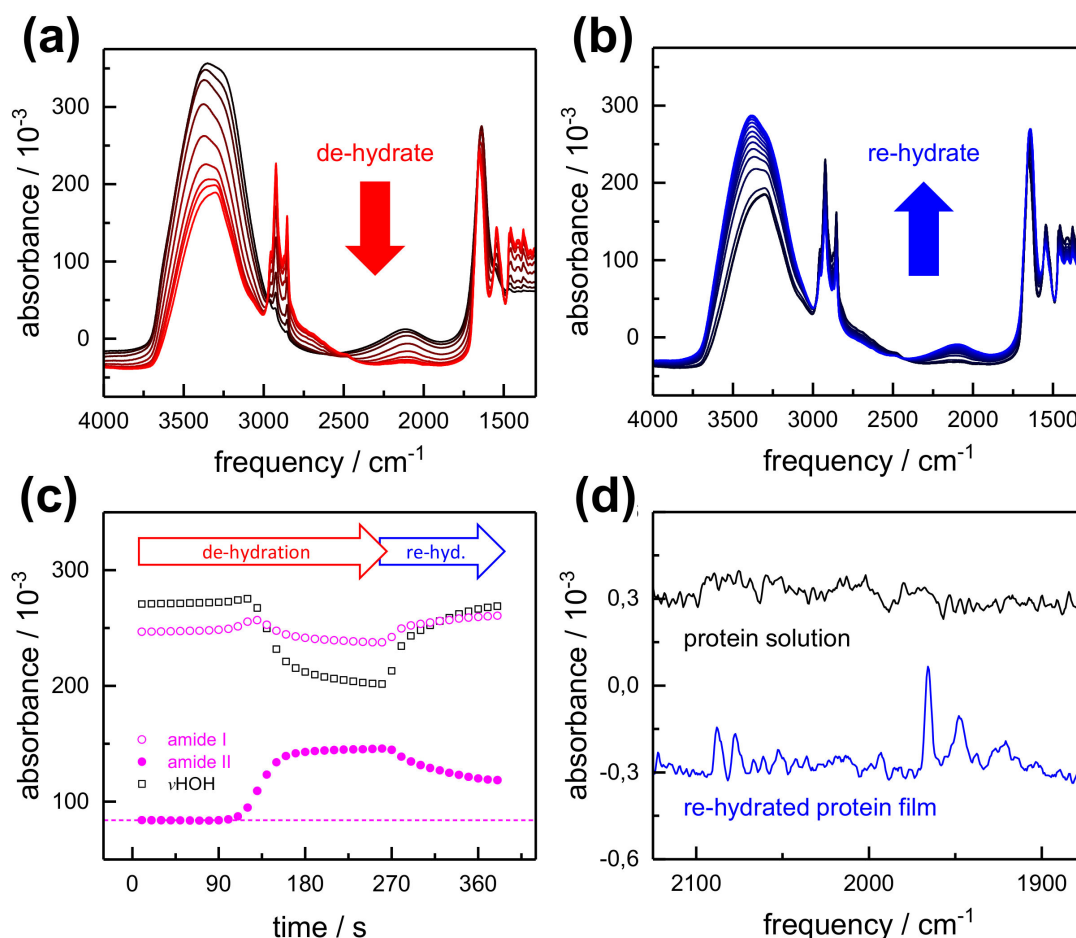 (a)
absorbance / 10⁻³
300
200
100
0
de-hydrate
4000 3500 3000 2500 2000 1500
frequency / cm⁻¹
(b)
absorbance / 10⁻³
300
200
100
0
re-hydrate
4000 3500 3000 2500 2000 1500
frequency / cm⁻¹
(c)
absorbance / 10⁻³
300
200
100
de-hydration
re-hyd.
amide I
amide II
νHOH
0 90 180 270 360
time / s
(d)
absorbance / 10⁻³
0,3
0,0
-0,3
-0,6
protein solution
re-hydrated protein film
2100 2000 1900
frequency / cm⁻¹